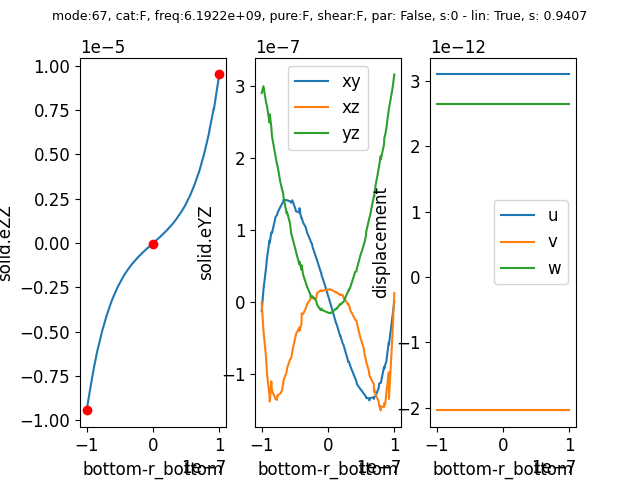 mode:67, cat:F, freq:6.1922e+09, pure:F, shear:F, par: False, s:0 - lin: True, s: 0.9407
1e−5
1.00
0.75
0.50
0.25
0.00
−0.25
−0.50
−0.75
−1.00
solid.eZZ
−1
0
1
1e−7
bottom-r_bottom
1e−7
3
2
1
0
−1
solid.eYZ
xy
xz
yz
−1
0
1
1e−7
bottom-r_bottom
1e−12
3
2
1
0
−1
−2
displacement
u
v
w
−1
0
1
1e−7
bottom-r_bottom